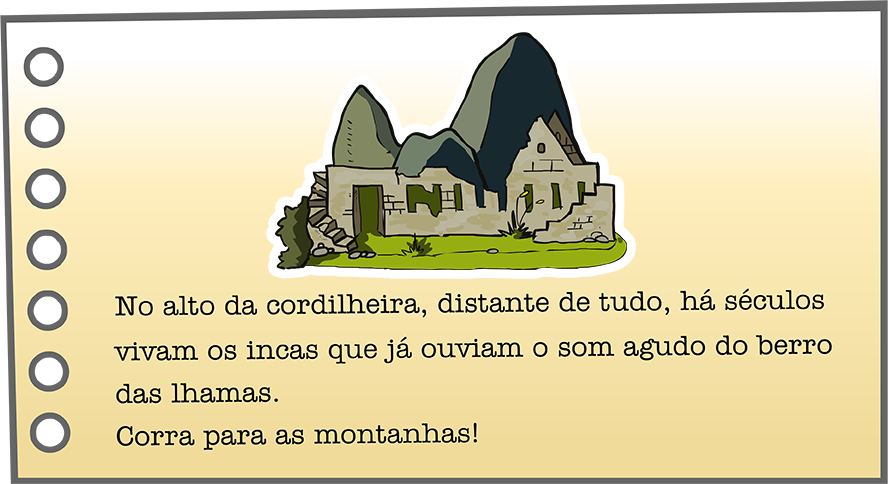 No alto da cordilheira, distante de tudo, há séculos
vivam os incas que já ouviam o som agudo do berro
das lhamas.
Corra para as montanhas!